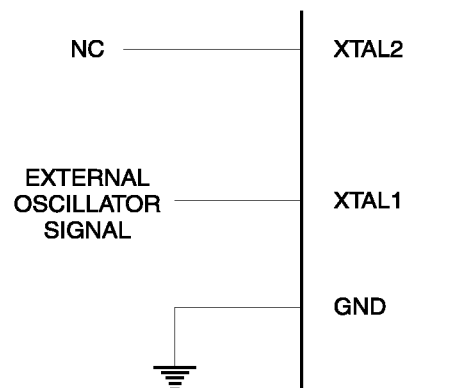 NC XTAL2
EXTERNAL
OSCILLATOR XTAL1
SIGNAL
GND